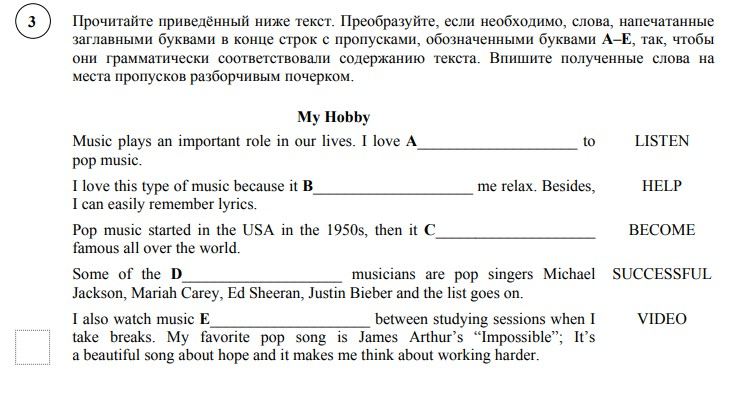 3
Прочитайте приведённый ниже текст. Преобразуйте, если необходимо, слова, напечатанные
заглавными буквами в конце строк с пропусками, обозначенными буквами A–E, так, чтобы
они грамматически соответствовали содержанию текста. Впишите полученные слова на
места пропусков разборчивым почерком.
My Hobby
Music plays an important role in our lives. I love A____________________ to LISTEN
pop music.
I love this type of music because it B____________________ me relax. Besides, HELP
I can easily remember lyrics.
Pop music started in the USA in the 1950s, then it C____________________ BECOME
famous all over the world.
Some of the D____________________ musicians are pop singers Michael SUCCESSFUL
Jackson, Mariah Carey, Ed Sheeran, Justin Bieber and the list goes on.
I also watch music E____________________ between studying sessions when I VIDEO
take breaks. My favorite pop song is James Arthur’s “Impossible”; It’s
a beautiful song about hope and it makes me think about working harder.